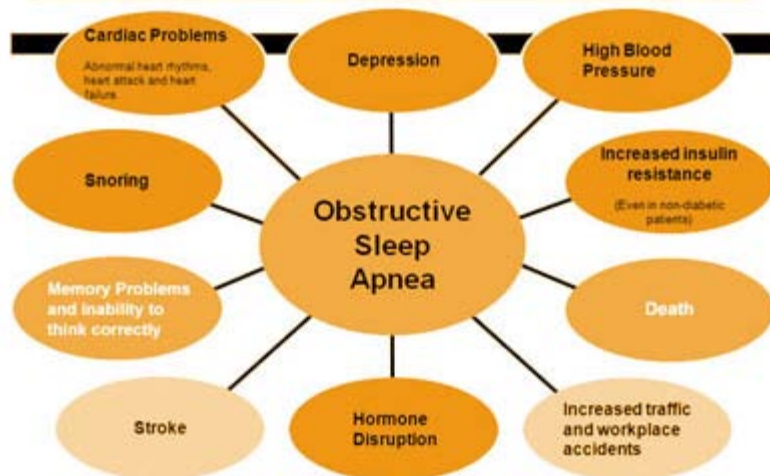 Cardiac Problems
Abnormal heart rhythms,
heart attack and heart
failure.
Depression
High Blood
Pressure
Snoring
Increased insulin
resistance
(Even in non-diabetic
patients)
Obstructive
Sleep
Apnea
Memory Problems
and inability to
think correctly
Death
Stroke
Hormone
Disruption
Increased traffic
and workplace
accidents